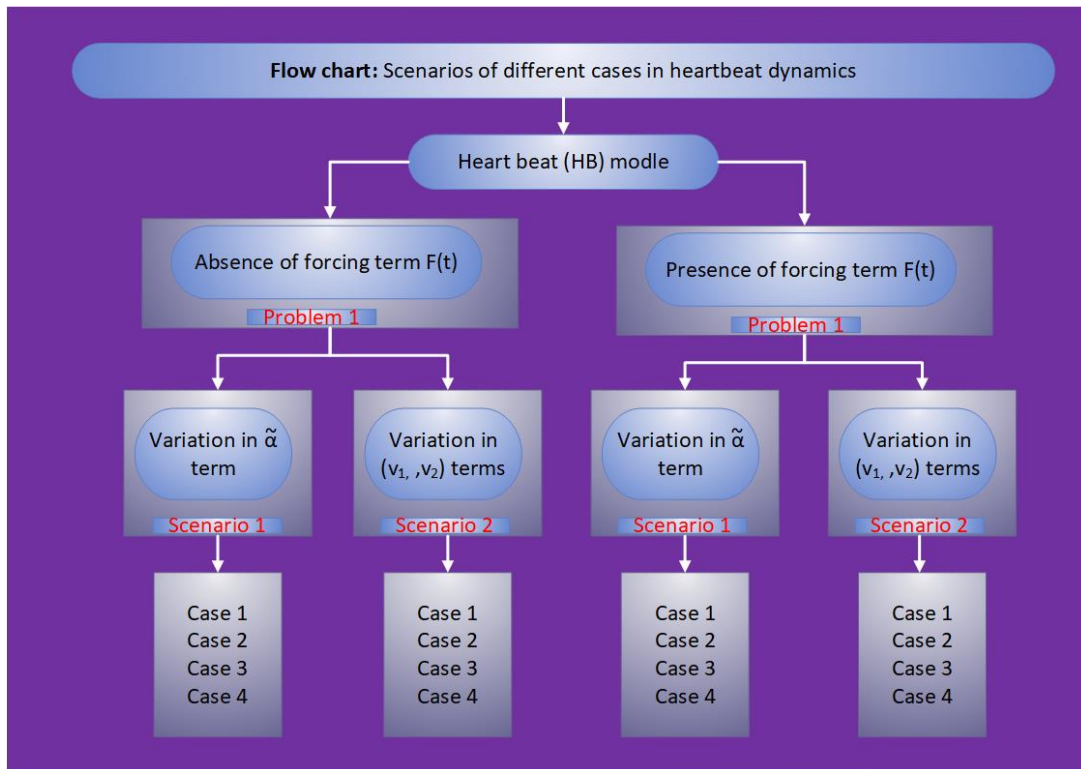 Flow chart: Scenarios of different cases in heartbeat dynamics
Heart beat (HB) modle
Absence of forcing term F(t)
Problem 1
Presence of forcing term F(t)
Problem 1
Variation in α̃
term
Scenario 1
Variation in
(v₁, ,v₂) terms
Scenario 2
Variation in α̃
term
Scenario 1
Variation in
(v₁, ,v₂) terms
Scenario 2
Case 1
Case 2
Case 3
Case 4
Case 1
Case 2
Case 3
Case 4
Case 1
Case 2
Case 3
Case 4
Case 1
Case 2
Case 3
Case 4